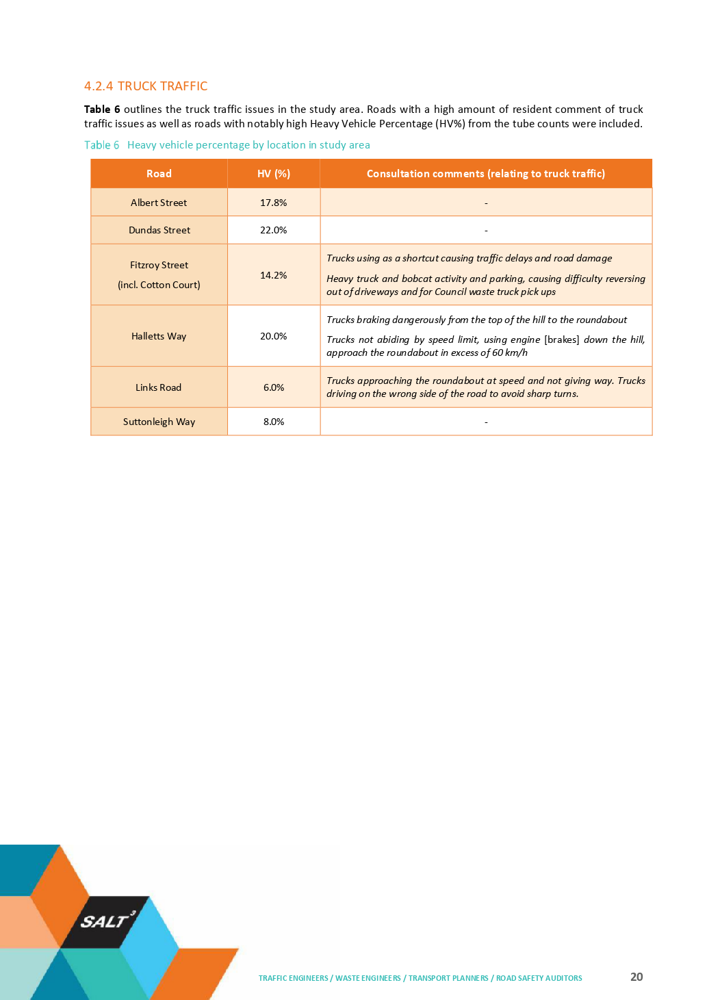 4.2.4 TRUCK TRAFFIC
Table 6 outlines the truck traffic issues in the study area. Roads with a high amount of resident comment of truck
traffic issues as well as roads with notably high Heavy Vehicle Percentage (HV%) from the tube counts were included.
Table 6 Heavy vehicle percentage by location in study area
Road HV (%) Consultation comments (relating to truck traffic)
Albert Street 17.8% -
Dundas Street 22.0% -
Fitzroy Street
(incl. Cotton Court)
14.2%
Trucks using as a shortcut causing traffic delays and road damage
Heavy truck and bobcat activity and parking, causing difficulty reversing
out of driveways and for Council waste truck pick ups
Halletts Way
20.0%
Trucks braking dangerously from the top of the hill to the roundabout
Trucks not abiding by speed limit, using engine [brakes] down the hill,
approach the roundabout in excess of 60 km/h
Links Road
6.0%
Trucks approaching the roundabout at speed and not giving way. Trucks
driving on the wrong side of the road to avoid sharp turns.
Suttonleigh Way 8.0% -
SALT3
TRAFFIC ENGINEERS / WASTE ENGINEERS / TRANSPORT PLANNERS / ROAD SAFETY AUDITORS 20